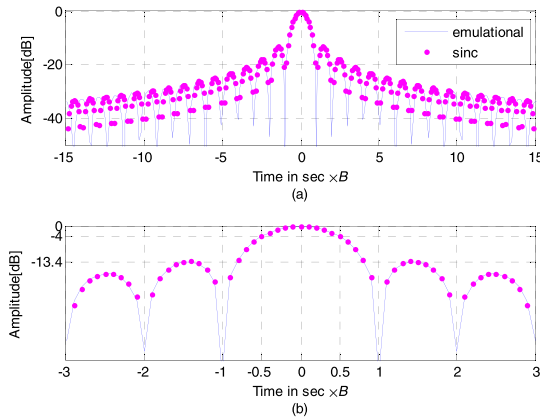 0
-20
-40
Amplitude[dB]
emulational
sinc
-15 -10 -5 0 5 10 15
Time in sec ×B
(a)
0
-4
-13.4
Amplitude[dB]
-3 -2 -1 -0.5 0 0.5 1 2 3
Time in sec ×B
(b)